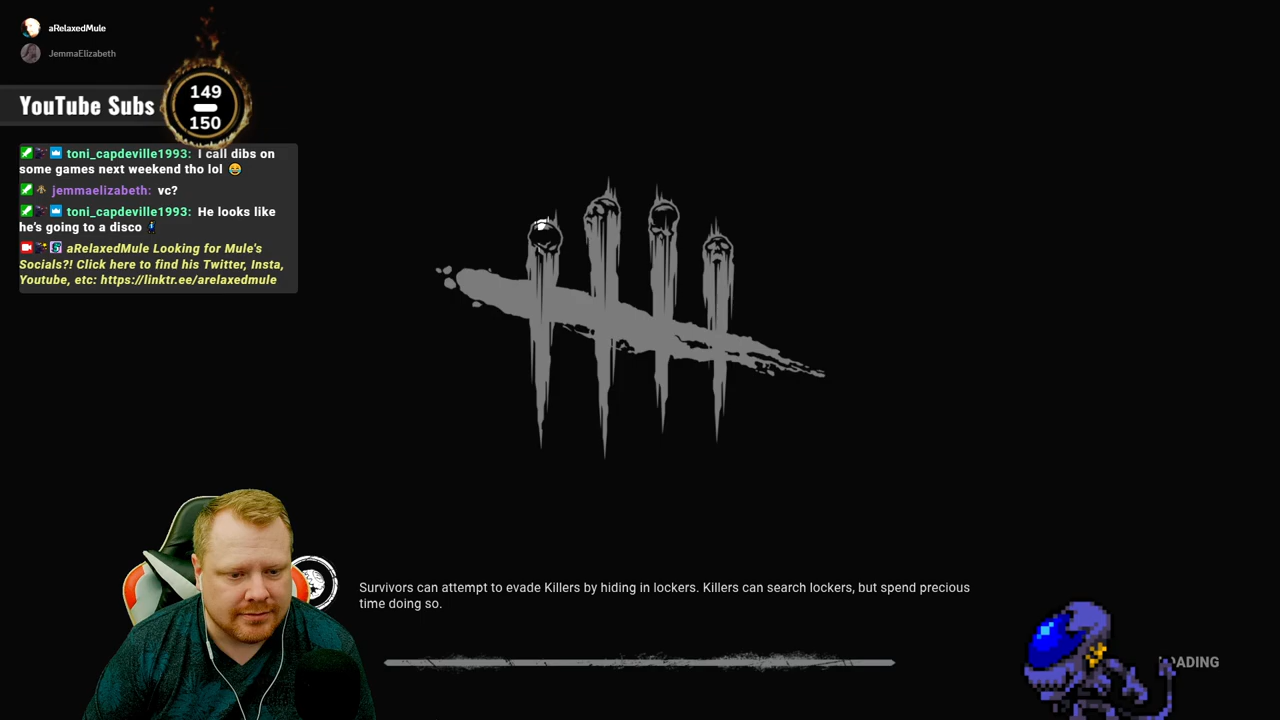 aRelaxedMule
JemmaElizabeth
YouTube Subs
149
150
toni_capdeville1993: I call dibs on
some games next weekend tho lol 😂
jemmaelizabeth: vc?
toni_capdeville1993: He looks like
he's going to a disco 🕺
aRelaxedMule Looking for Mule's
Socials?! Click here to find his Twitter, Insta,
Youtube, etc: https://linktr.ee/arelaxedmule
Survivors can attempt to evade Killers by hiding in lockers. Killers can search lockers, but spend precious
time doing so.
LOADING